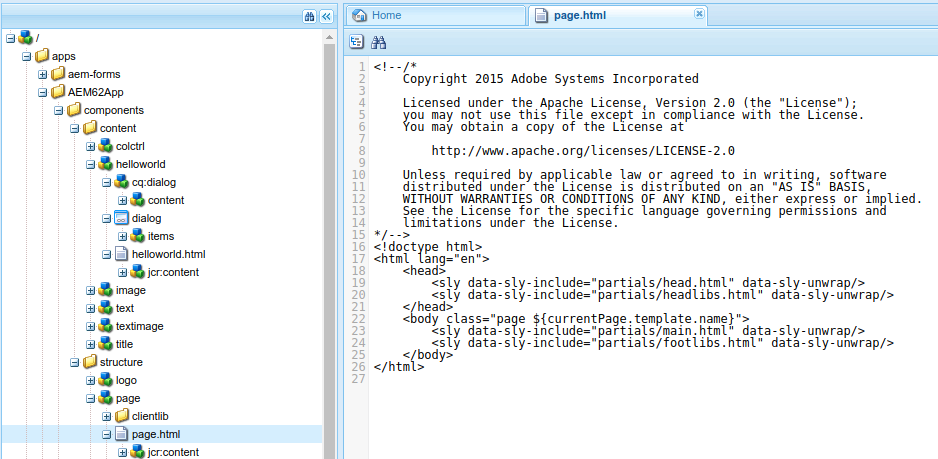 /
apps
aem-forms
AEM62App
components
content
colctrl
helloworld
cq:dialog
content
dialog
items
helloworld.html
jcr:content
image
text
textimage
title
structure
logo
page
clientlib
page.html
jcr:content
Home
page.html
1 <!--/*
2 Copyright 2015 Adobe Systems Incorporated
3
4 Licensed under the Apache License, Version 2.0 (the "License");
5 you may not use this file except in compliance with the License.
6 You may obtain a copy of the License at
7
8 http://www.apache.org/licenses/LICENSE-2.0
9
10 Unless required by applicable law or agreed to in writing, software
11 distributed under the License is distributed on an "AS IS" BASIS,
12 WITHOUT WARRANTIES OR CONDITIONS OF ANY KIND, either express or implied.
13 See the License for the specific language governing permissions and
14 limitations under the License.
15 */-->
16 <!doctype html>
17 <html lang="en">
18 <head>
19 <sly data-sly-include="partials/head.html" data-sly-unwrap/>
20 <sly data-sly-include="partials/headlibs.html" data-sly-unwrap/>
21 </head>
22 <body class="page ${currentPage.template.name}">
23 <sly data-sly-include="partials/main.html" data-sly-unwrap/>
24 <sly data-sly-include="partials/footlibs.html" data-sly-unwrap/>
25 </body>
26 </html>
27